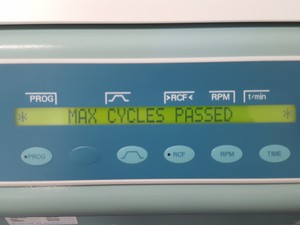 PROG >RCF< RPM t/min
* MAX CYCLES PASSED *
PROG RCF RPM TIME